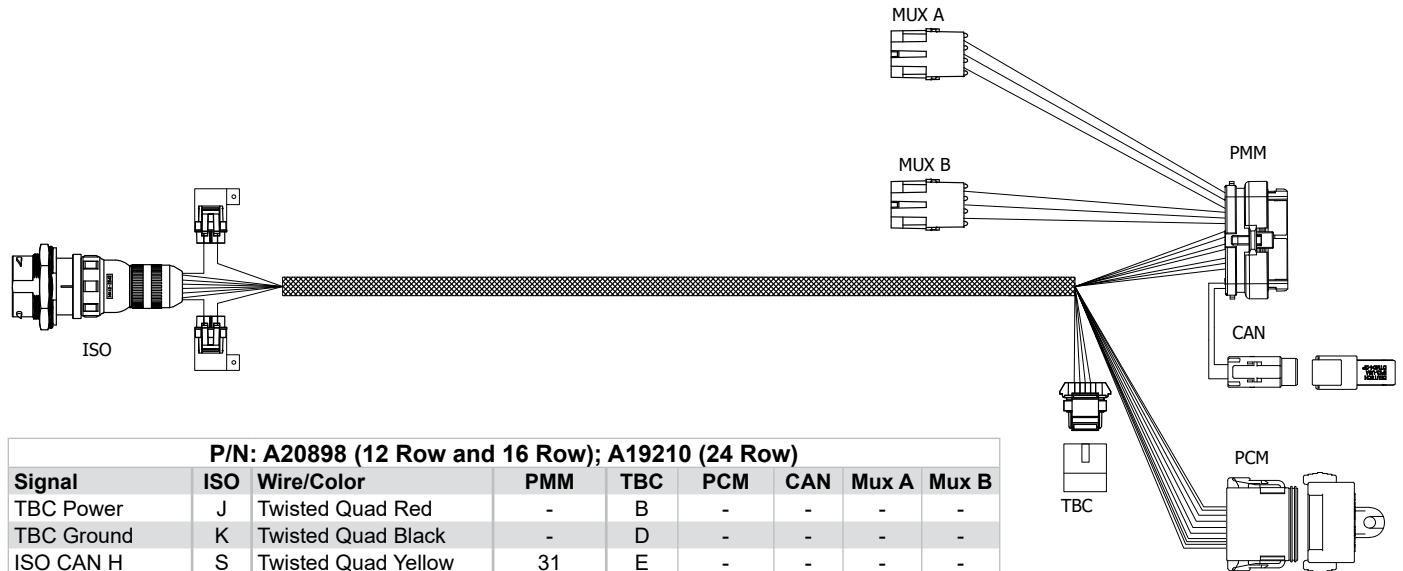 MUX A
MUX B
PMM
ISO
CAN
TBC
PCM
P/N: A20898 (12 Row and 16 Row); A19210 (24 Row)
Signal ISO Wire/Color PMM TBC PCM CAN Mux A Mux B
TBC Power J Twisted Quad Red - B - - - -
TBC Ground K Twisted Quad Black - D - - - -
ISO CAN H S Twisted Quad Yellow 31 E - - - -